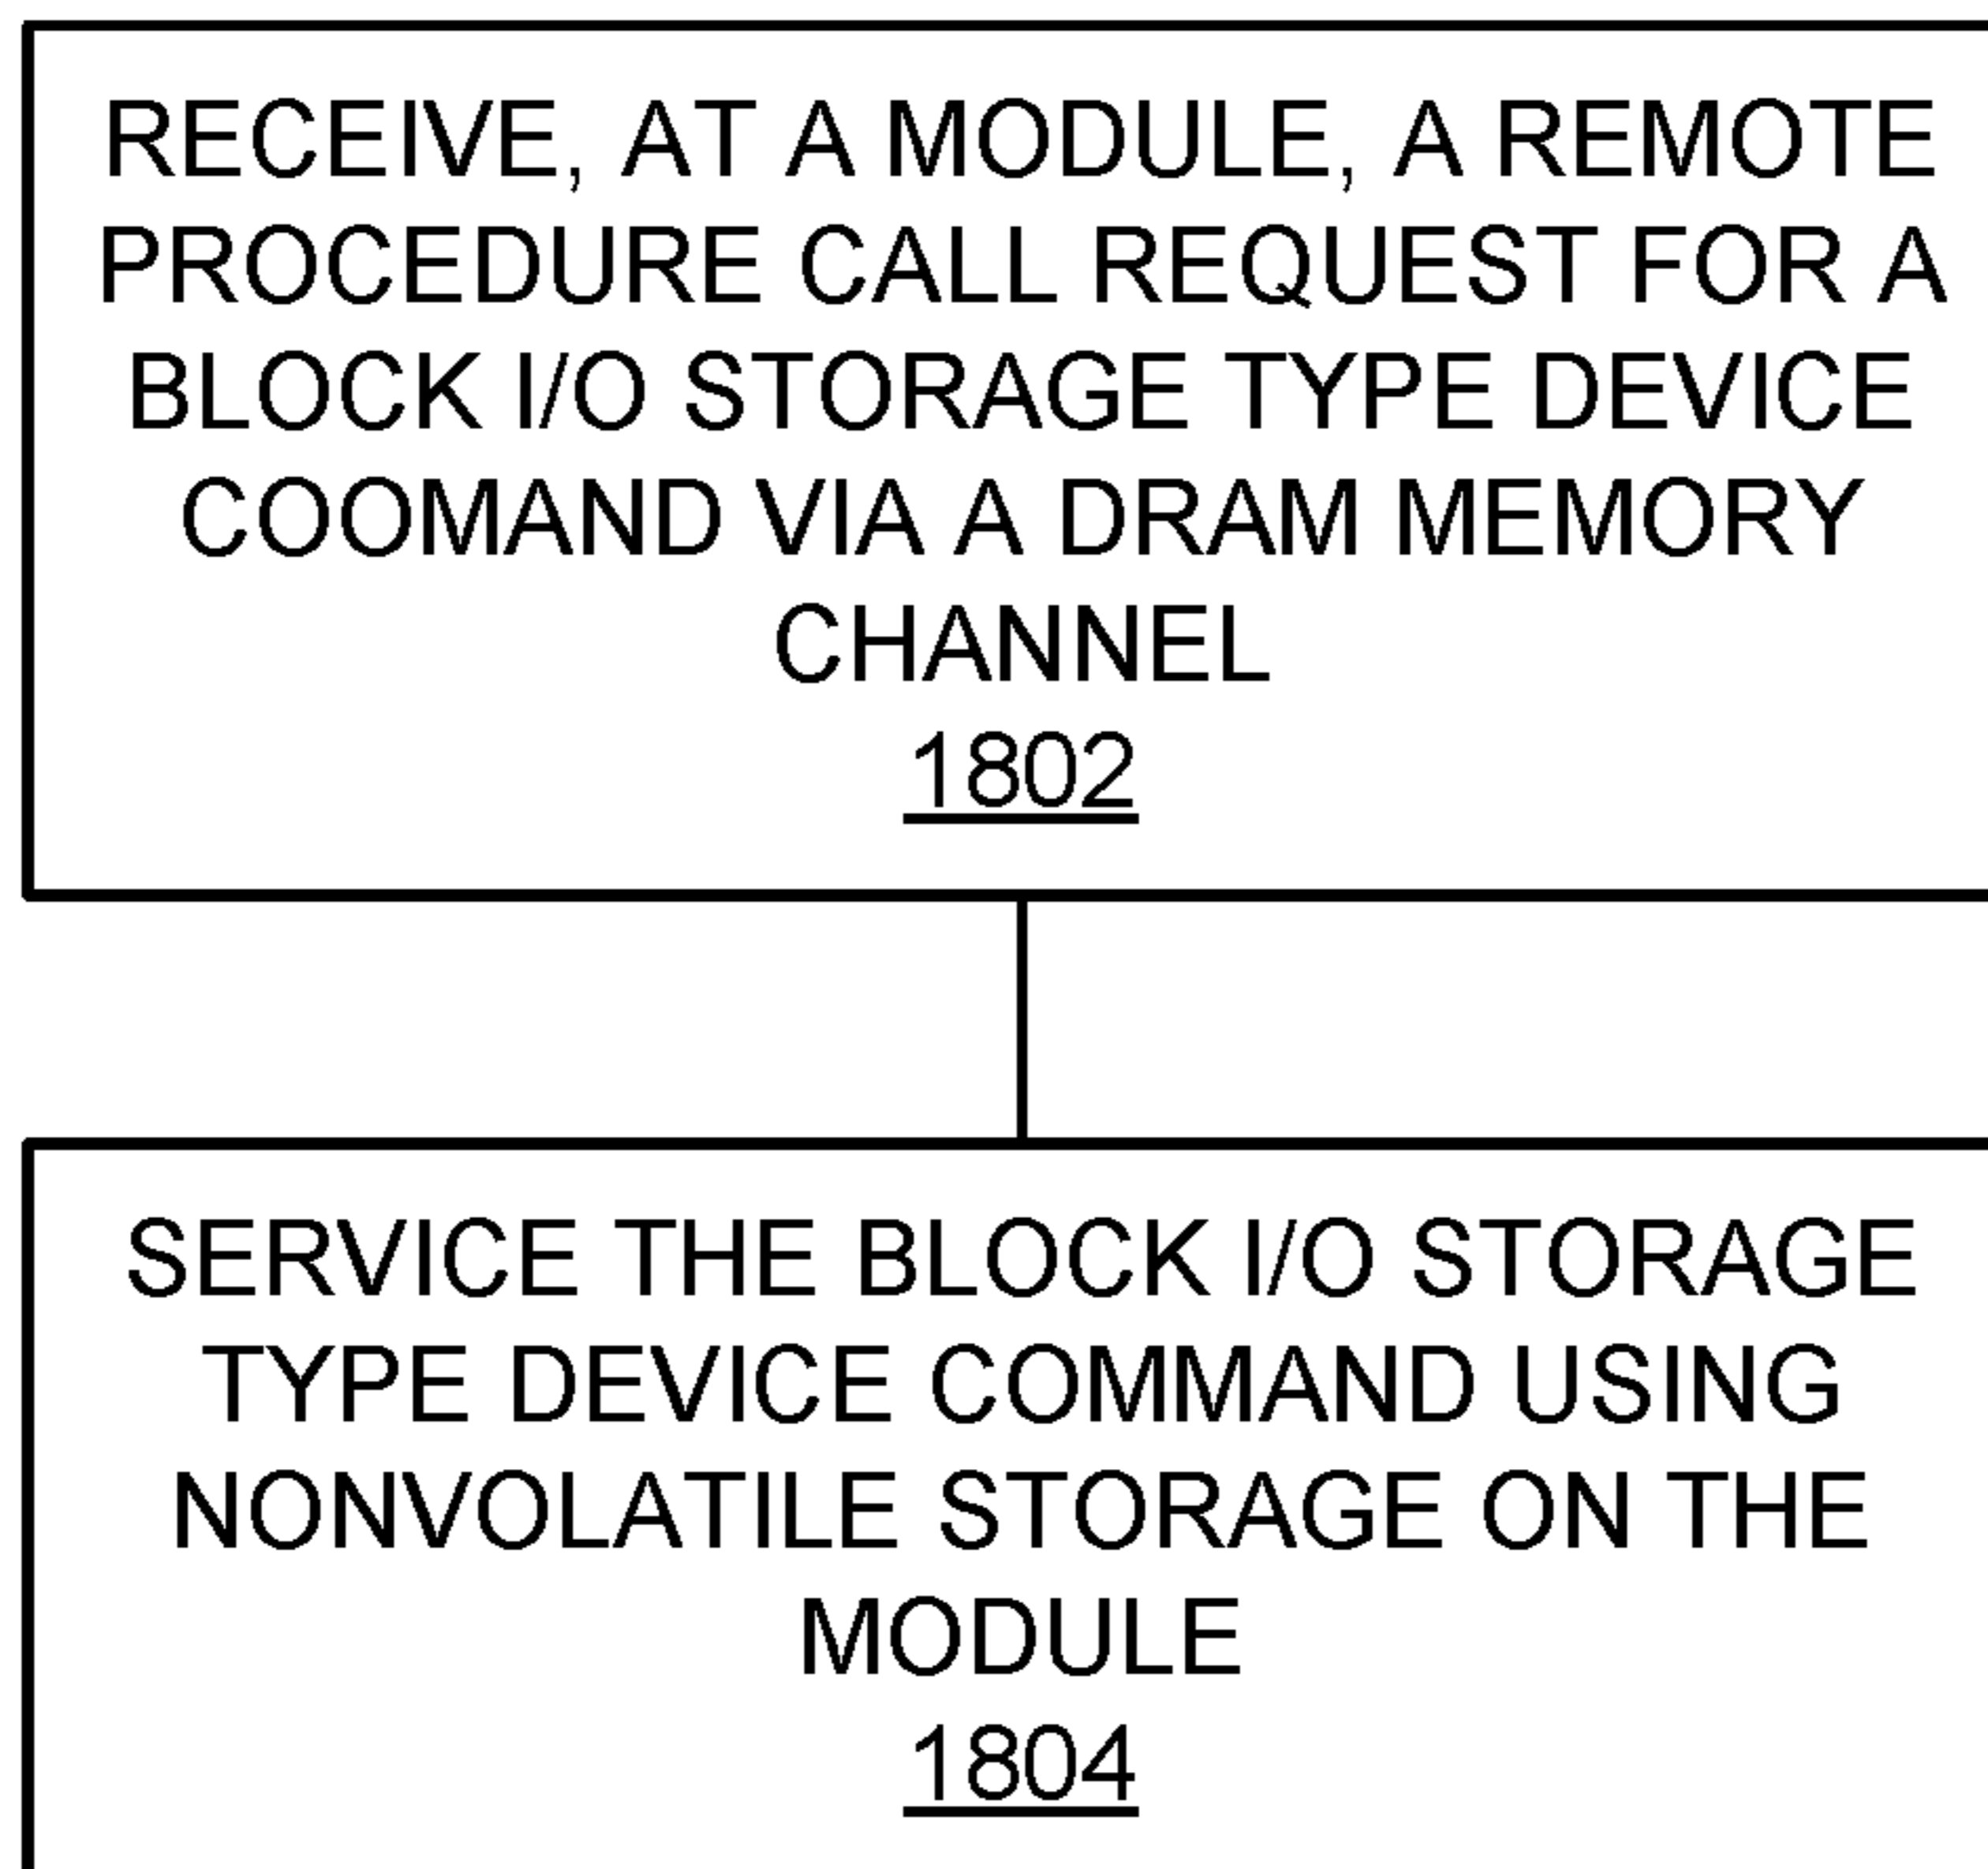 RECEIVE, AT A MODULE, A REMOTE
PROCEDURE CALL REQUEST FOR A
BLOCK I/O STORAGE TYPE DEVICE
COOMAND VIA A DRAM MEMORY
CHANNEL
1802
SERVICE THE BLOCK I/O STORAGE
TYPE DEVICE COMMAND USING
NONVOLATILE STORAGE ON THE
MODULE
1804